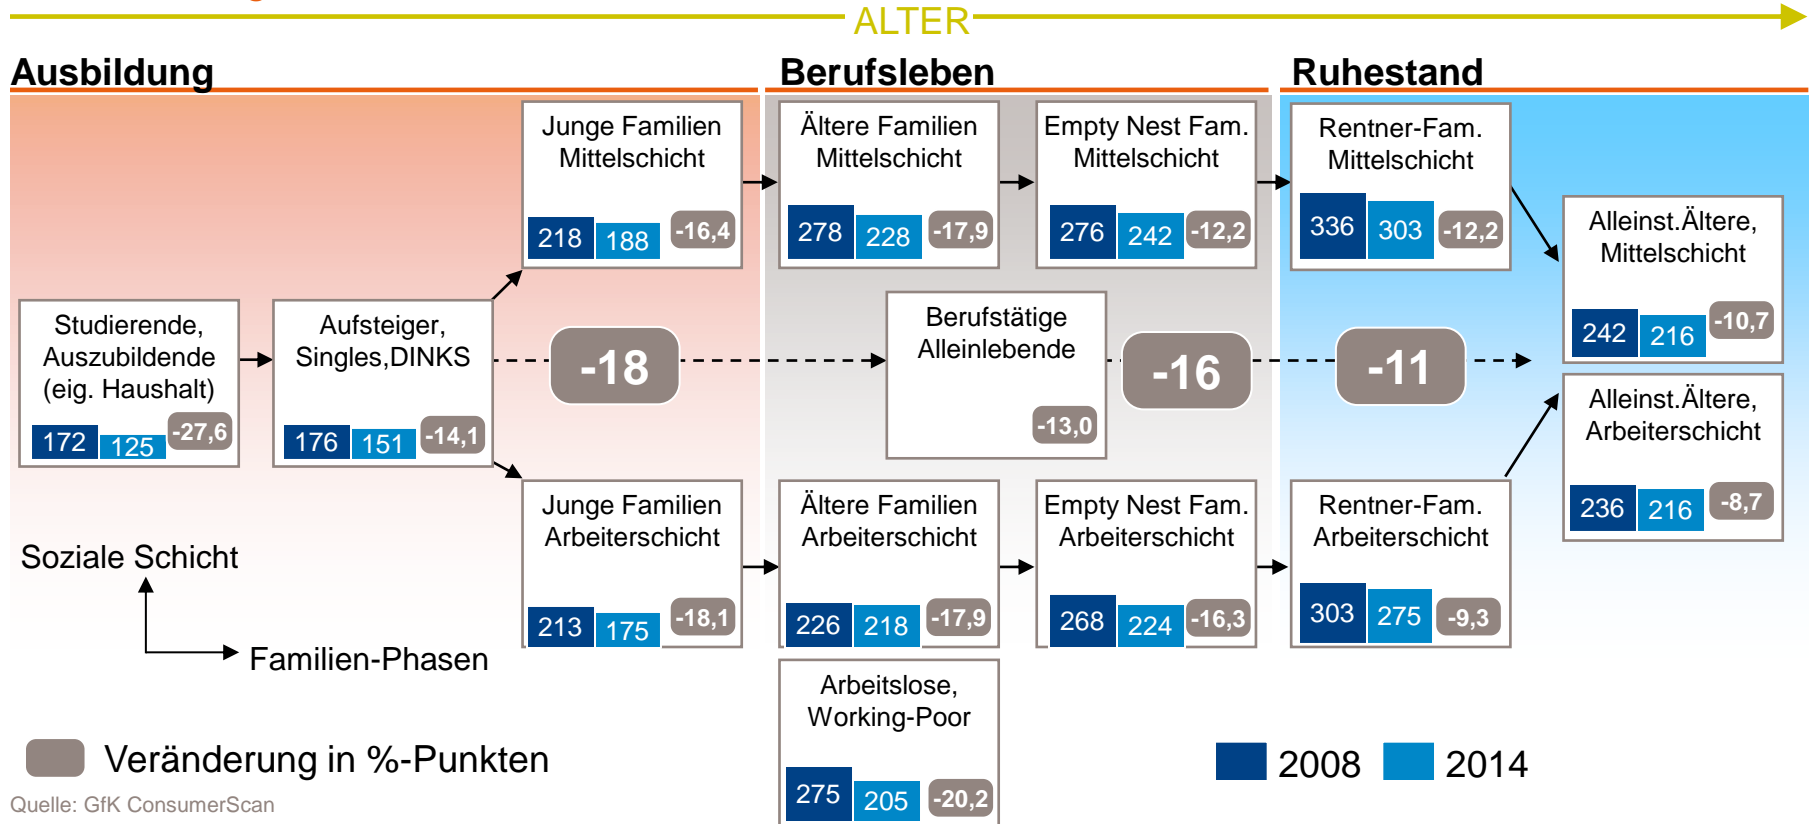 ALTER
Ausbildung
Berufsleben
Ruhestand
Junge Familien
Mittelschicht
218 188 -16,4
Ältere Familien
Mittelschicht
278 228 -17,9
Empty Nest Fam.
Mittelschicht
276 242 -12,2
Rentner-Fam.
Mittelschicht
336 303 -12,2
Alleinst.Ältere,
Mittelschicht
242 216 -10,7
Studierende,
Auszubildende
(eig. Haushalt)
172 125 -27,6
Aufsteiger,
Singles,DINKS
176 151 -14,1
-18
Berufstätige
Alleinlebende
-13,0
-16
-11
Alleinst.Ältere,
Arbeiterschicht
236 216 -8,7
Junge Familien
Arbeiterschicht
213 175 -18,1
Ältere Familien
Arbeiterschicht
226 218 -17,9
Empty Nest Fam.
Arbeiterschicht
268 224 -16,3
Rentner-Fam.
Arbeiterschicht
303 275 -9,3
Soziale Schicht
Familien-Phasen
Arbeitslose,
Working-Poor
275 205 -20,2
Veränderung in %-Punkten
2008 2014
Quelle: GfK ConsumerScan